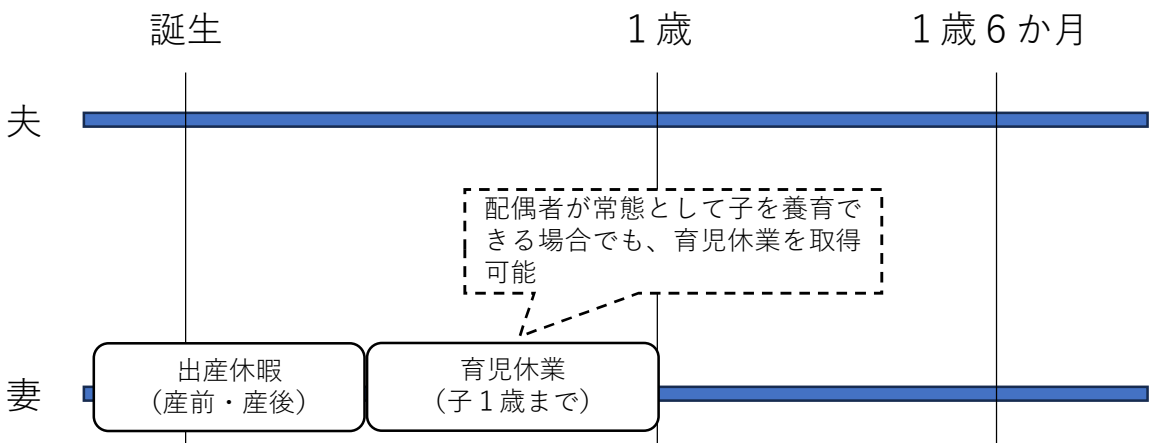 誕生
１歳
１歳６か月
夫
配偶者が常態として子を養育で
きる場合でも、育児休業を取得
可能
妻
出産休暇
（産前・産後）
育児休業
（子１歳まで）